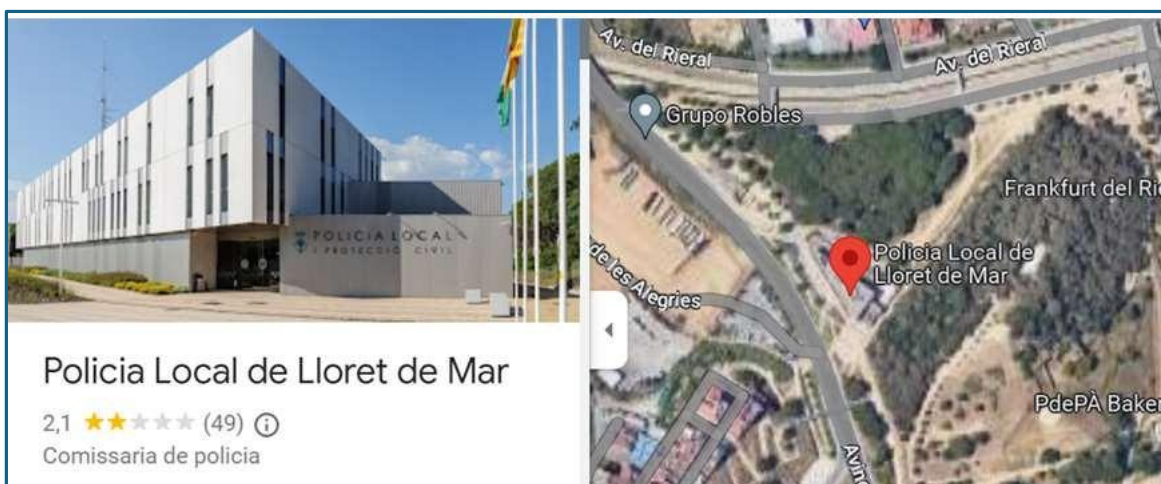 POLICIA LOCAL
I PROTECCIÓ CIVIL
Policia Local de Lloret de Mar
2,1 (49)
Comissaria de policia
Av. del Rieral
Av. del Rieral
Grupo Robles
Frankfurt del Ri
Policia Local de
Lloret de Mar
de les Alegries
PdePÀ Baker
Avin